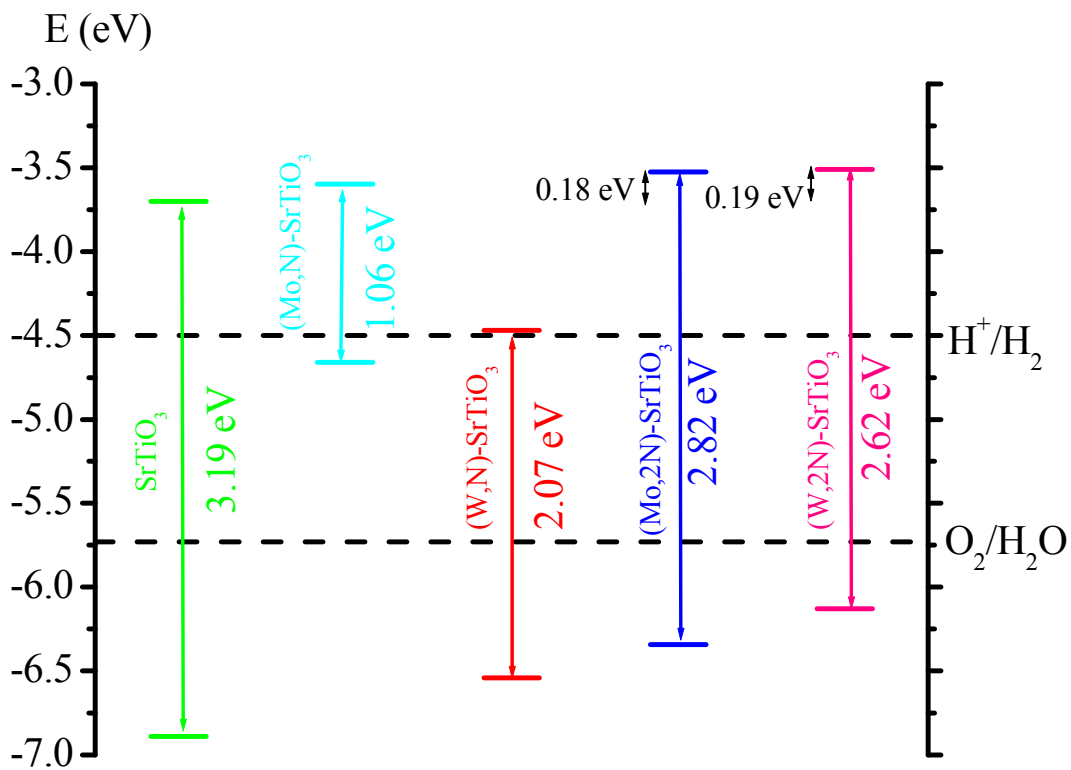 E (eV)
-3.0
-3.5
-4.0
-4.5
-5.0
-5.5
-6.0
-6.5
-7.0
SrTiO₃
3.19 eV
(Mo,N)-SrTiO₃
1.06 eV
(W,N)-SrTiO₃
2.07 eV
0.18 eV
(Mo,2N)-SrTiO₃
2.82 eV
0.19 eV
(W,2N)-SrTiO₃
2.62 eV
H⁺/H₂
O₂/H₂O